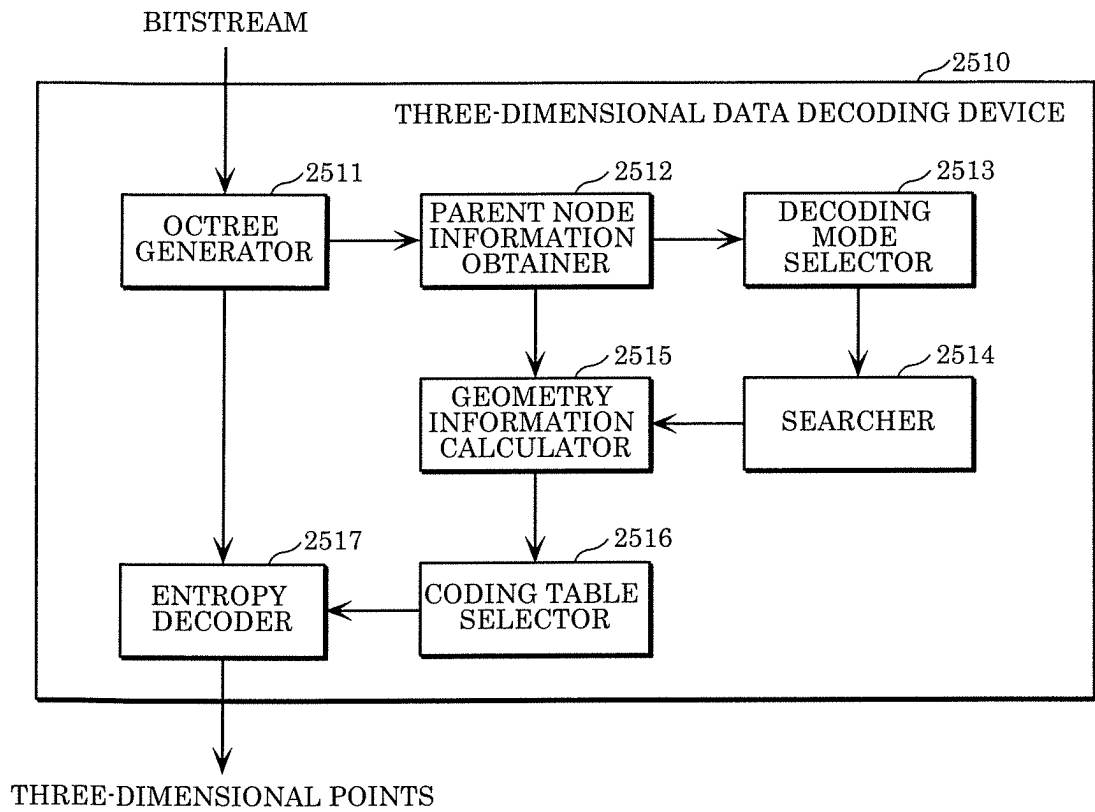 BITSTREAM
2510
THREE-DIMENSIONAL DATA DECODING DEVICE
2511
OCTREE
GENERATOR
2512
PARENT NODE
INFORMATION
OBTAINER
2513
DECODING
MODE
SELECTOR
2515
GEOMETRY
INFORMATION
CALCULATOR
2514
SEARCHER
2517
ENTROPY
DECODER
2516
CODING TABLE
SELECTOR
THREE-DIMENSIONAL POINTS